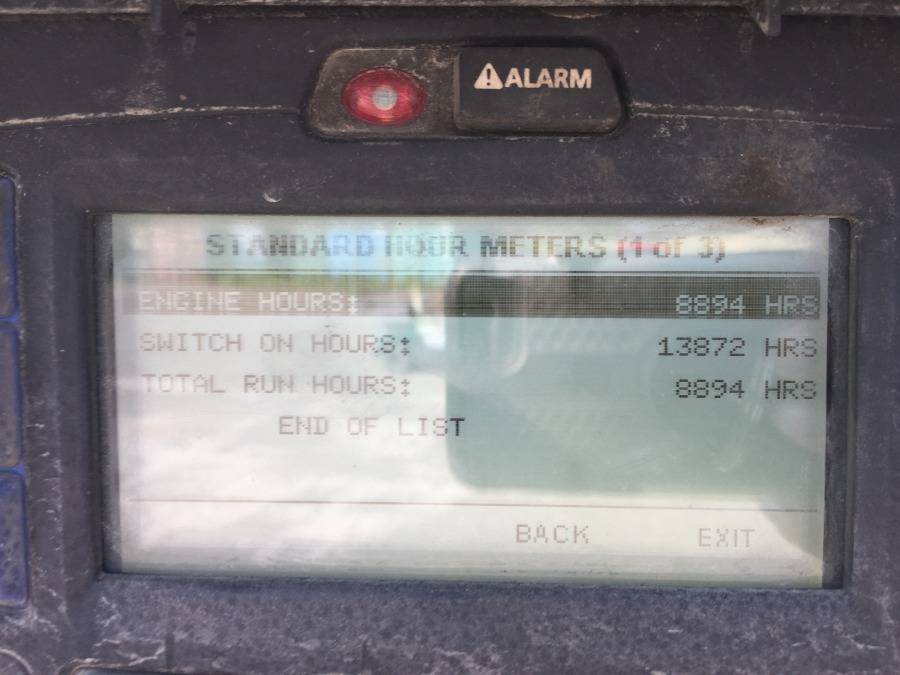 ALARM
STANDARD HOUR METERS (1 of 3)
ENGINE HOURS: 8894 HRS
SWITCH ON HOURS: 13872 HRS
TOTAL RUN HOURS: 8894 HRS
END OF LIST
BACK EXIT